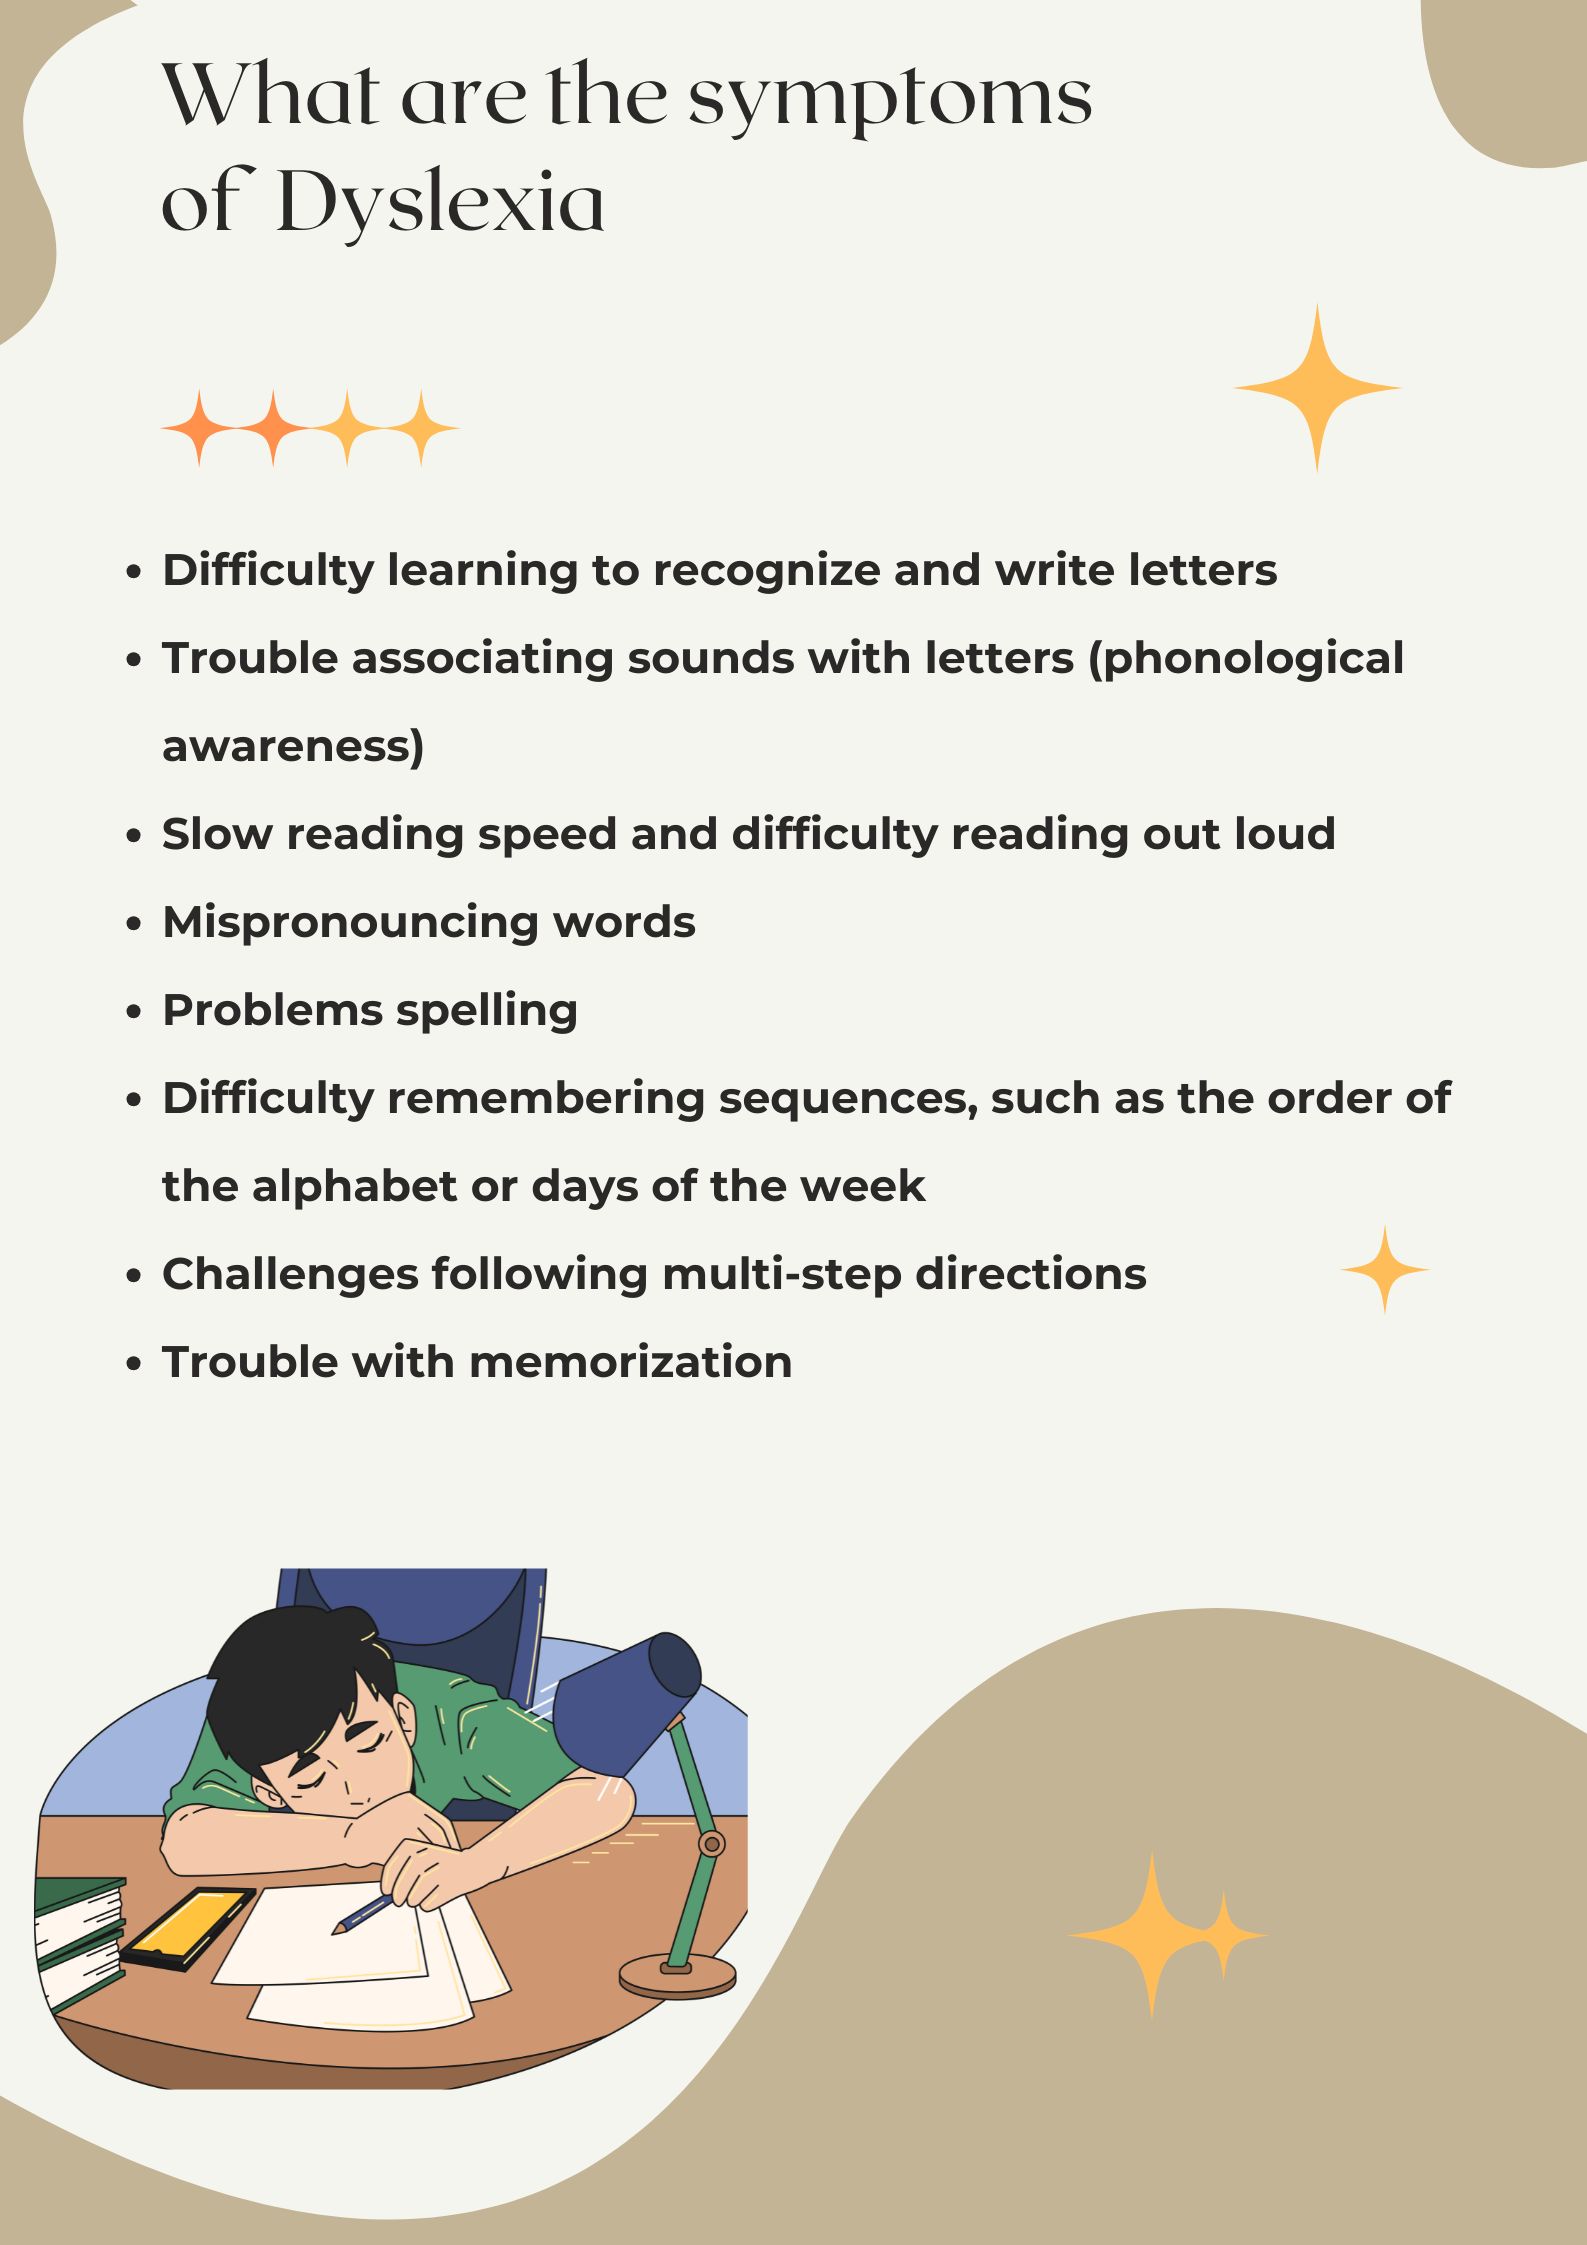 What are the symptoms
of Dyslexia
• Difficulty learning to recognize and write letters
• Trouble associating sounds with letters (phonological
awareness)
• Slow reading speed and difficulty reading out loud
• Mispronouncing words
• Problems spelling
• Difficulty remembering sequences, such as the order of
the alphabet or days of the week
• Challenges following multi-step directions
• Trouble with memorization